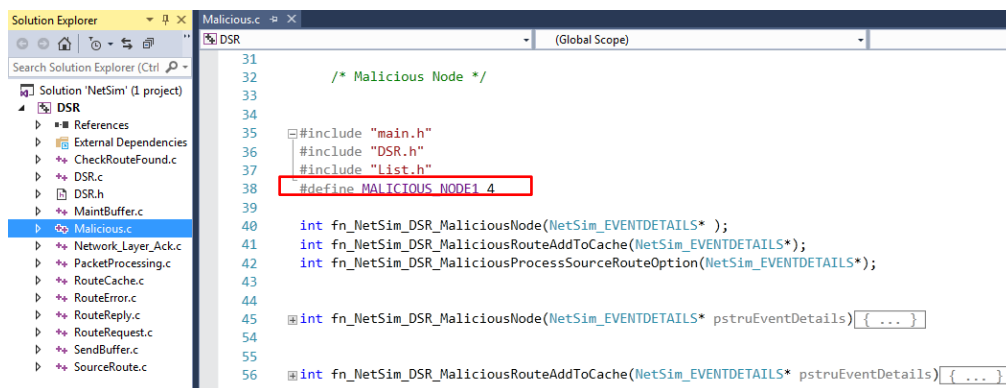 Solution Explorer
Search Solution Explorer (Ctrl
Solution 'NetSim' (1 project)
DSR
References
External Dependencies
CheckRouteFound.c
DSR.c
DSR.h
MaintBuffer.c
Malicious.c
Network_Layer_Ack.c
PacketProcessing.c
RouteCache.c
RouteError.c
RouteReply.c
RouteRequest.c
SendBuffer.c
SourceRoute.c
Malicious.c
DSR (Global Scope)
31
32 /* Malicious Node */
33
34
35 #include "main.h"
36 #include "DSR.h"
37 #include "List.h"
38 #define MALICIOUS_NODE1 4
39
40 int fn_NetSim_DSR_MaliciousNode(NetSim_EVENTDETAILS* );
41 int fn_NetSim_DSR_MaliciousRouteAddToCache(NetSim_EVENTDETAILS*);
42 int fn_NetSim_DSR_MaliciousProcessSourceRouteOption(NetSim_EVENTDETAILS*);
43
44
45 int fn_NetSim_DSR_MaliciousNode(NetSim_EVENTDETAILS* pstruEventDetails){ ... }
54
55
56 int fn_NetSim_DSR_MaliciousRouteAddToCache(NetSim_EVENTDETAILS* pstruEventDetails){ ... }